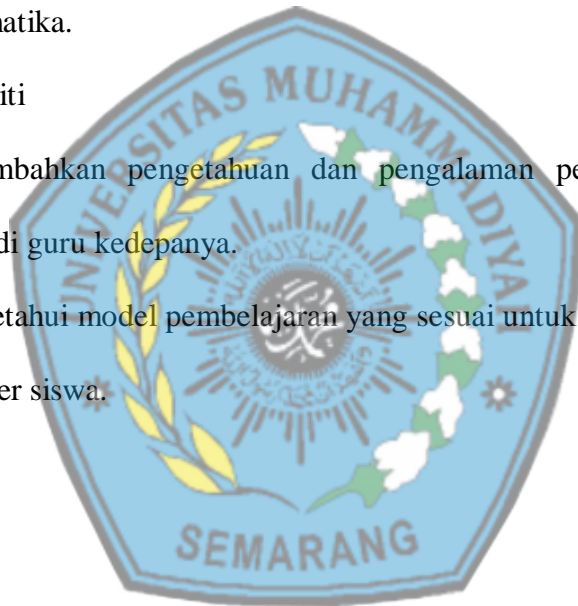 natika.
iti
mbahkan pengetahuan dan pengalaman pe
di guru kedepanya.
etahui model pembelajaran yang sesuai untuk
er siswa.
UNIVERSITAS MUHAMMADIYAH
SEMARANG